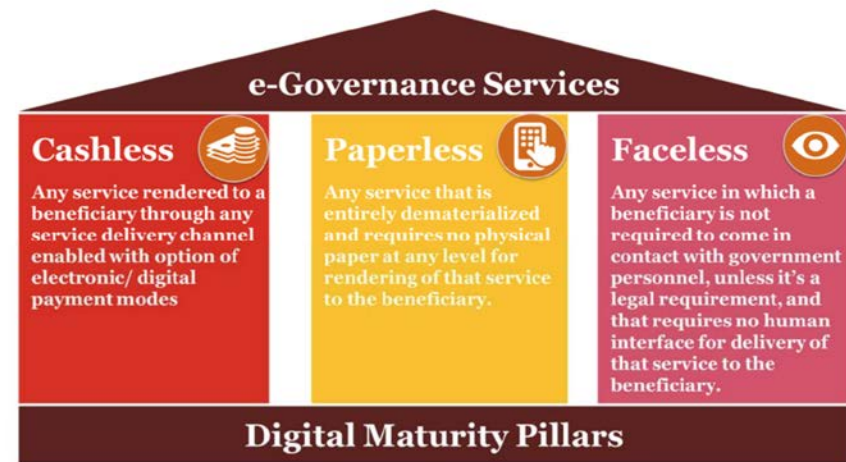 e-Governance Services
Cashless
Any service rendered to a
beneficiary through any
service delivery channel
enabled with option of
electronic/ digital
payment modes
Paperless
Any service that is
entirely dematerialized
and requires no physical
paper at any level for
rendering of that service
to the beneficiary.
Faceless
Any service in which a
beneficiary is not
required to come in
contact with government
personnel, unless it's a
legal requirement, and
that requires no human
interface for delivery of
that service to the
beneficiary.
Digital Maturity Pillars